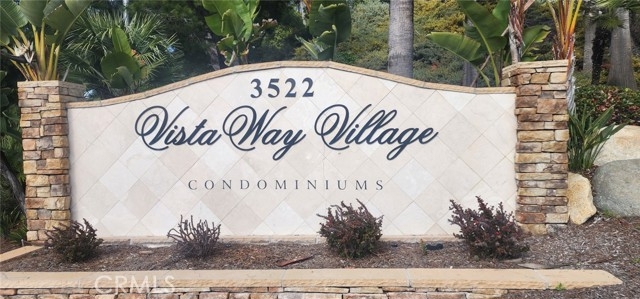 3522
Vista Way Village
CONDOMINIUMS
CRMLS